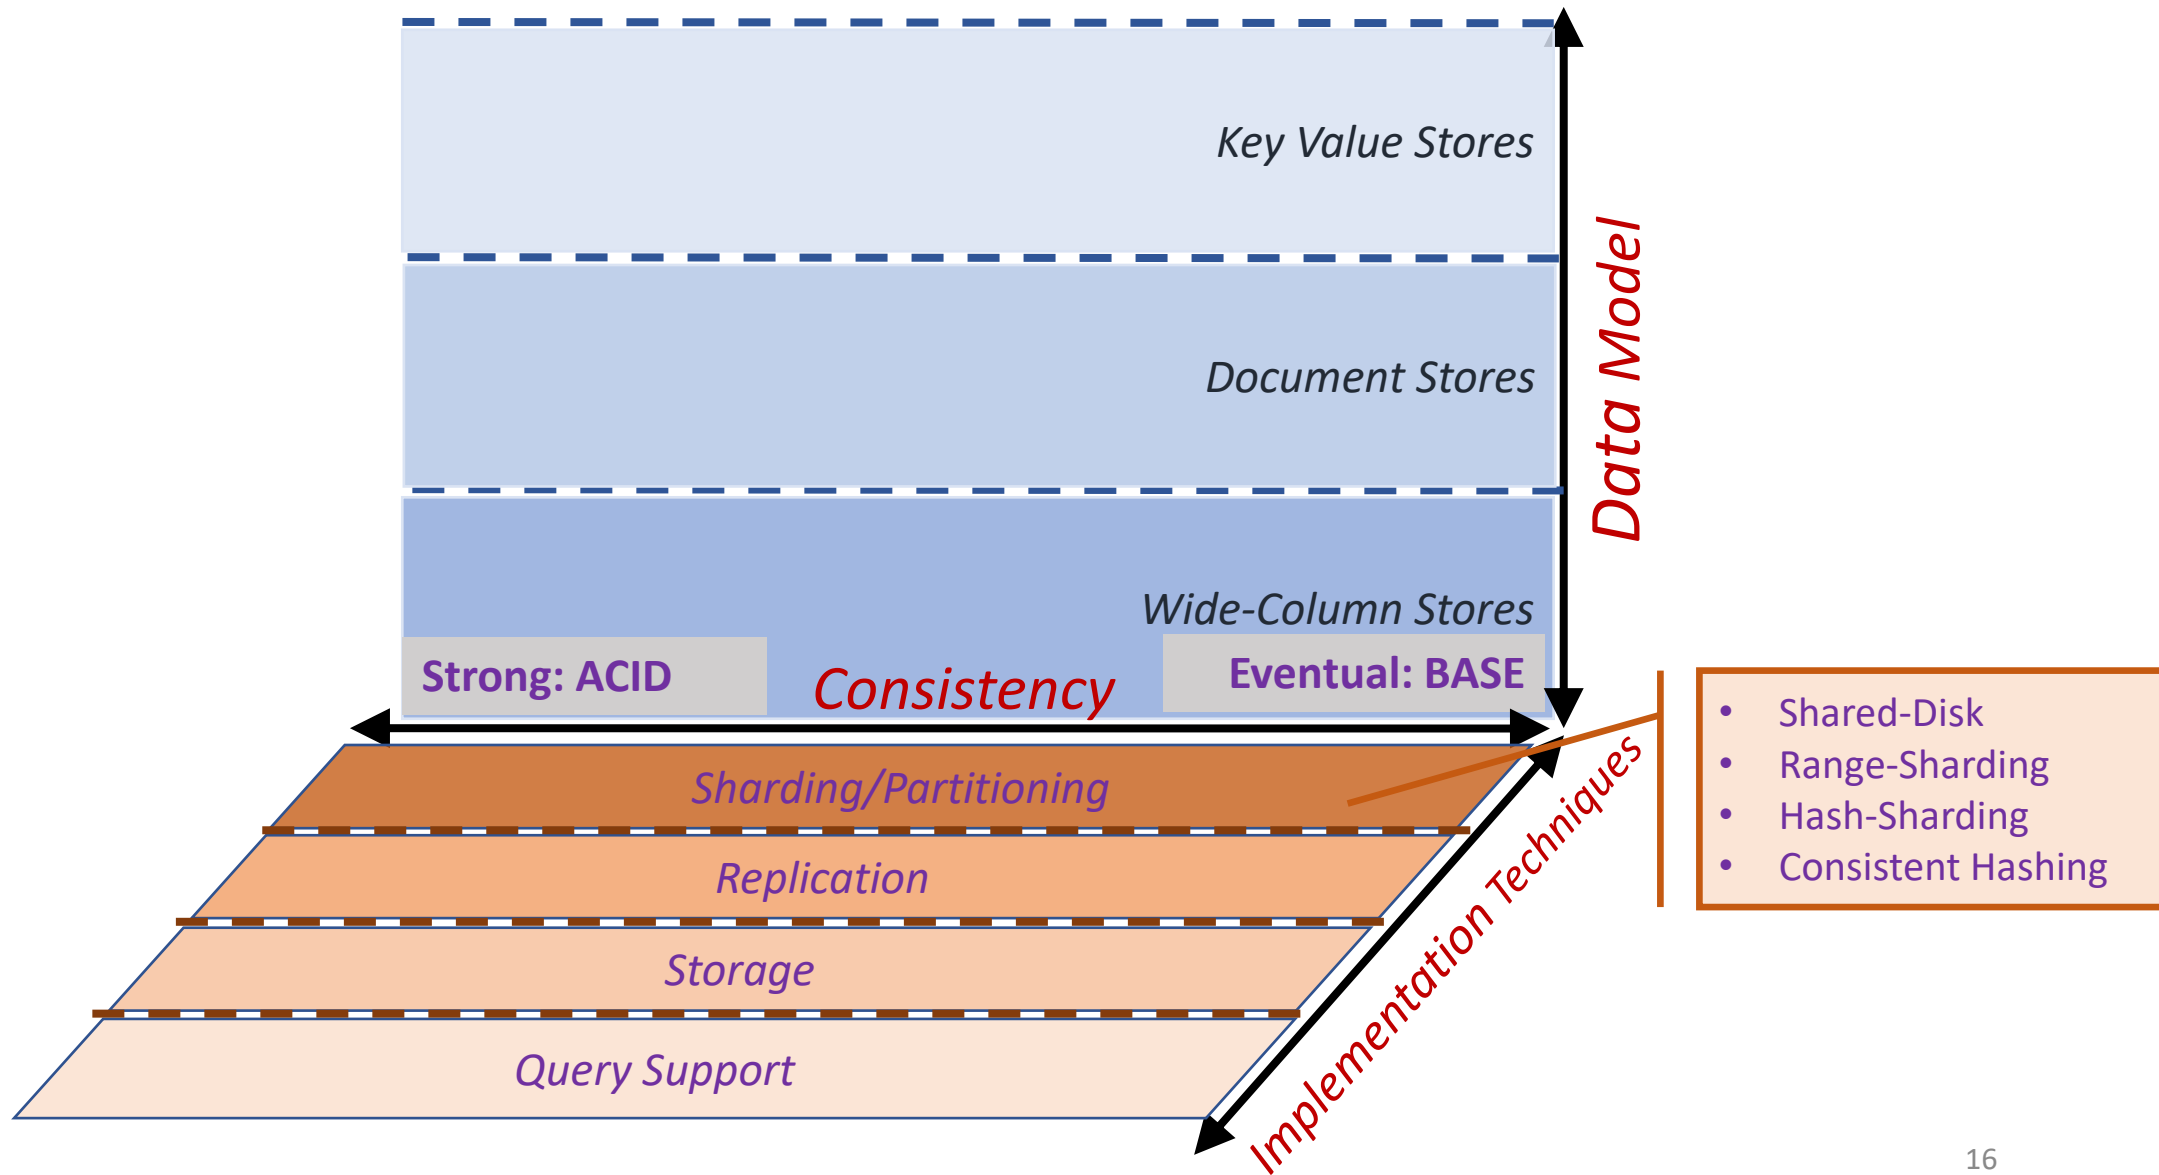 Key Value Stores
Document Stores
Data Model
Wide-Column Stores
Strong: ACID
Consistency
Eventual: BASE
Sharding/Partitioning
Replication
Storage
Query Support
Implementation Techniques
• Shared-Disk
• Range-Sharding
• Hash-Sharding
• Consistent Hashing
16